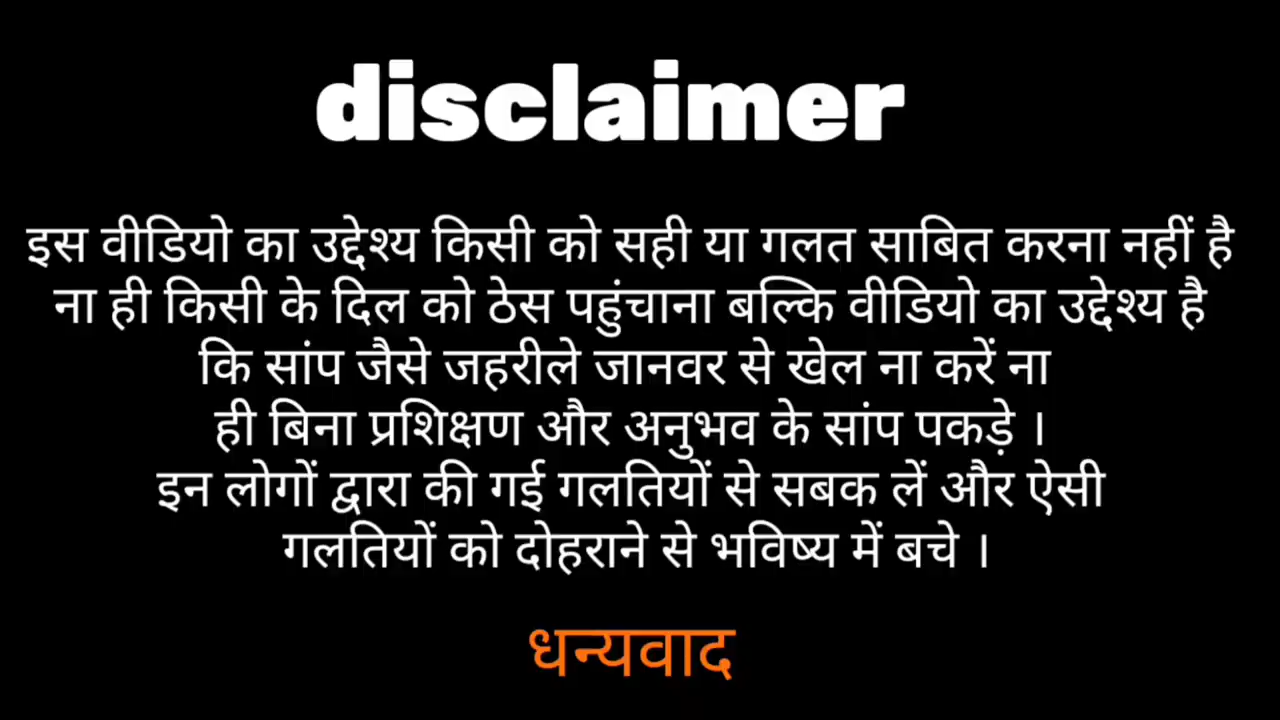 disclaimer
इस वीडियो का उद्देश्य किसी को सही या गलत साबित करना नहीं है
ना ही किसी के दिल को ठेस पहुंचाना बल्कि वीडियो का उद्देश्य है
कि सांप जैसे जहरीले जानवर से खेल ना करें ना
ही बिना प्रशिक्षण और अनुभव के सांप पकड़े ।
इन लोगों द्वारा की गई गलतियों से सबक लें और ऐसी
गलतियों को दोहराने से भविष्य में बचे ।
धन्यवाद